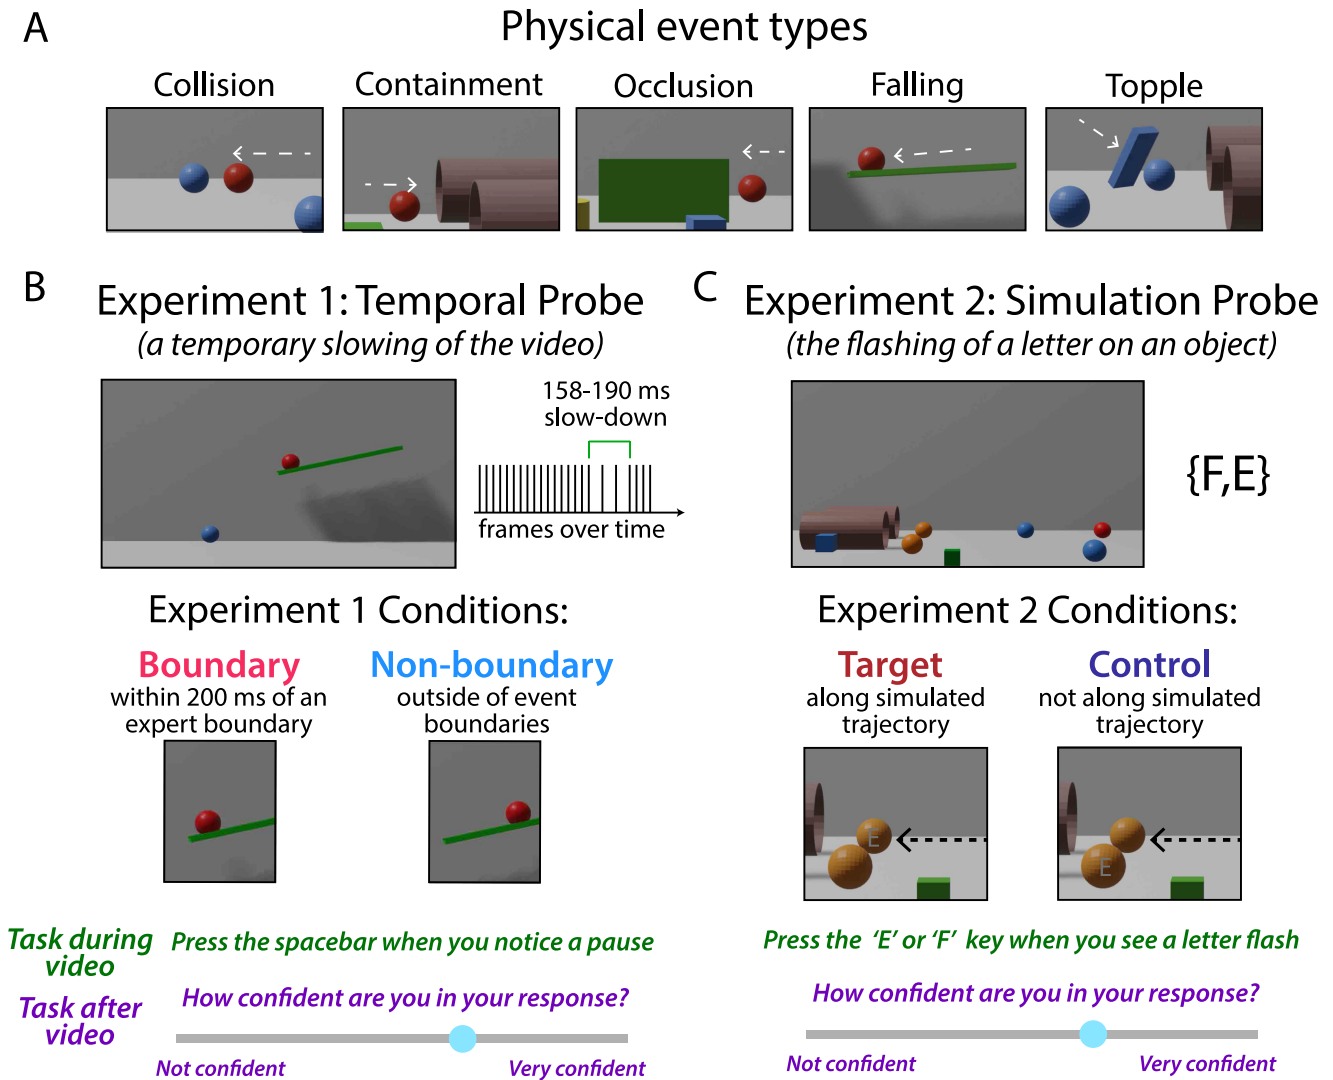 A
Physical event types
Collision
Containment
Occlusion
Falling
Topple
B
Experiment 1: Temporal Probe
(a temporary slowing of the video)
158-190 ms
slow-down
frames over time
Experiment 1 Conditions:
Boundary
within 200 ms of an
expert boundary
Non-boundary
outside of event
boundaries
Task during
video
Press the spacebar when you notice a pause
Task after
video
How confident are you in your response?
Not confident
Very confident
C
Experiment 2: Simulation Probe
(the flashing of a letter on an object)
{F,E}
Experiment 2 Conditions:
Target
along simulated
trajectory
Control
not along simulated
trajectory
E
E
Press the 'E' or 'F' key when you see a letter flash
How confident are you in your response?
Not confident
Very confident